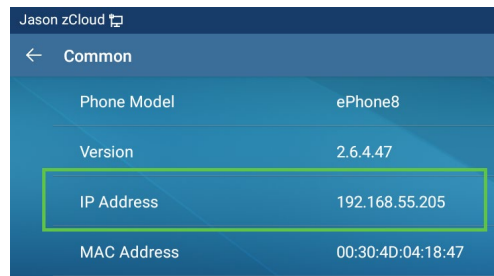 Jason zCloud
Common
Phone Model ePhone8
Version 2.6.4.47
IP Address 192.168.55.205
MAC Address 00:30:4D:04:18:47